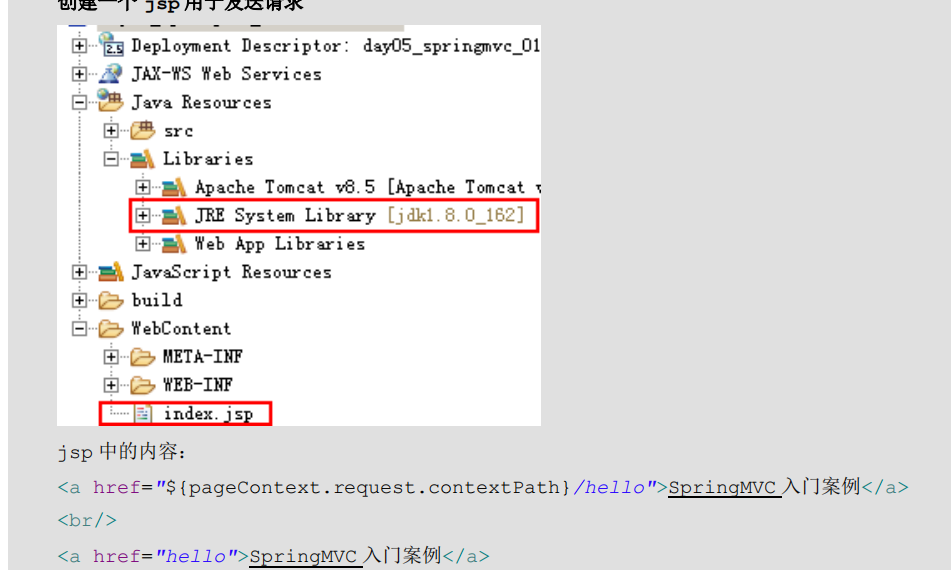 创建一个 jsp 用于发送请求
Deployment Descriptor: day05_springmvc_01
JAX-WS Web Services
Java Resources
src
Libraries
Apache Tomcat v8.5 [Apache Tomcat v
JRE System Library [jdk1.8.0_162]
Web App Libraries
JavaScript Resources
build
WebContent
META-INF
WEB-INF
index.jsp
jsp 中的内容:
<a href="${pageContext.request.contextPath}/hello">SpringMVC 入门案例</a>
<br/>
<a href="hello">SpringMVC 入门案例</a>